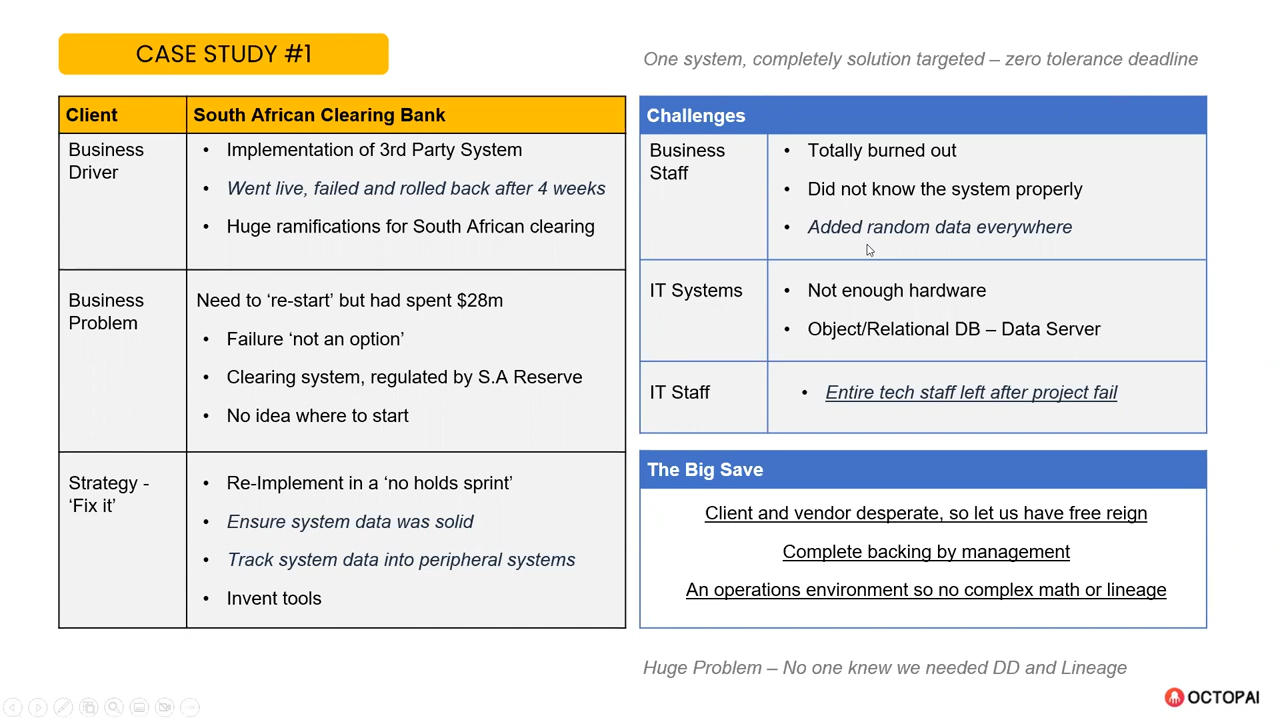 CASE STUDY #1
One system, completely solution targeted – zero tolerance deadline
Client
South African Clearing Bank
Business
Driver
• Implementation of 3rd Party System
• Went live, failed and rolled back after 4 weeks
• Huge ramifications for South African clearing
Business
Problem
Need to ‘re-start’ but had spent $28m
• Failure ‘not an option’
• Clearing system, regulated by S.A Reserve
• No idea where to start
Strategy -
‘Fix it’
• Re-Implement in a ‘no holds sprint’
• Ensure system data was solid
• Track system data into peripheral systems
• Invent tools
Challenges
Business
Staff
• Totally burned out
• Did not know the system properly
• Added random data everywhere
IT Systems
• Not enough hardware
• Object/Relational DB – Data Server
IT Staff
• Entire tech staff left after project fail
The Big Save
Client and vendor desperate, so let us have free reign
Complete backing by management
An operations environment so no complex math or lineage
Huge Problem – No one knew we needed DD and Lineage
OCTOPAI